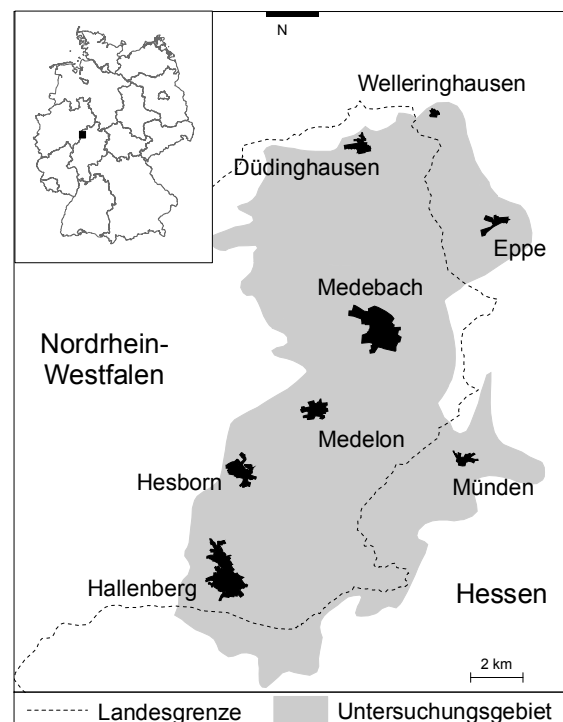 N
Welleringhausen
Düdinghausen
Eppe
Medebach
Nordrhein-
Westfalen
Medelon
Hesborn
Münden
Hallenberg
Hessen
2 km
Landesgrenze
Untersuchungsgebiet